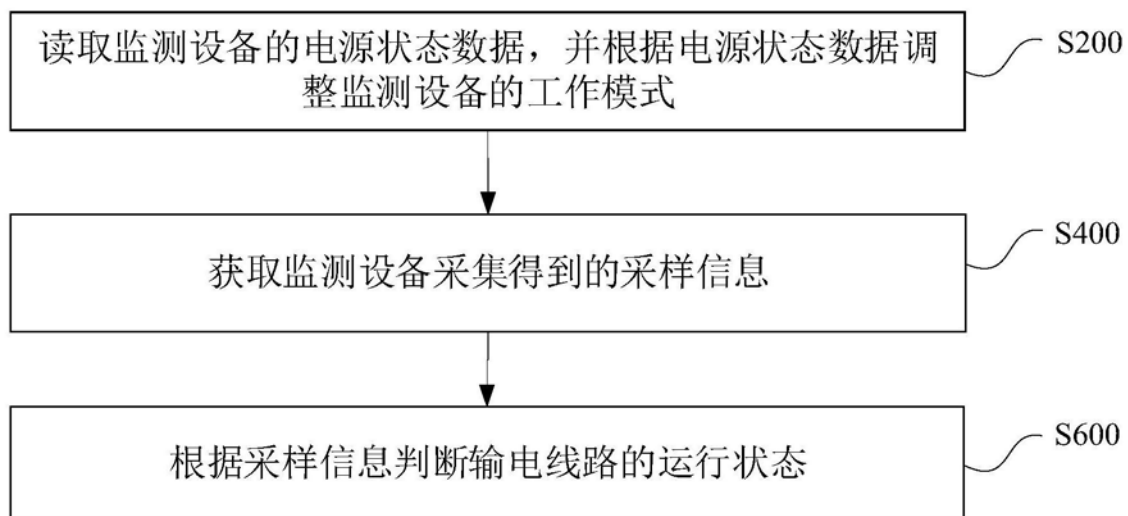 读取监测设备的电源状态数据，并根据电源状态数据调
整监测设备的工作模式
S200
获取监测设备采集得到的采样信息
S400
根据采样信息判断输电线路的运行状态
S600